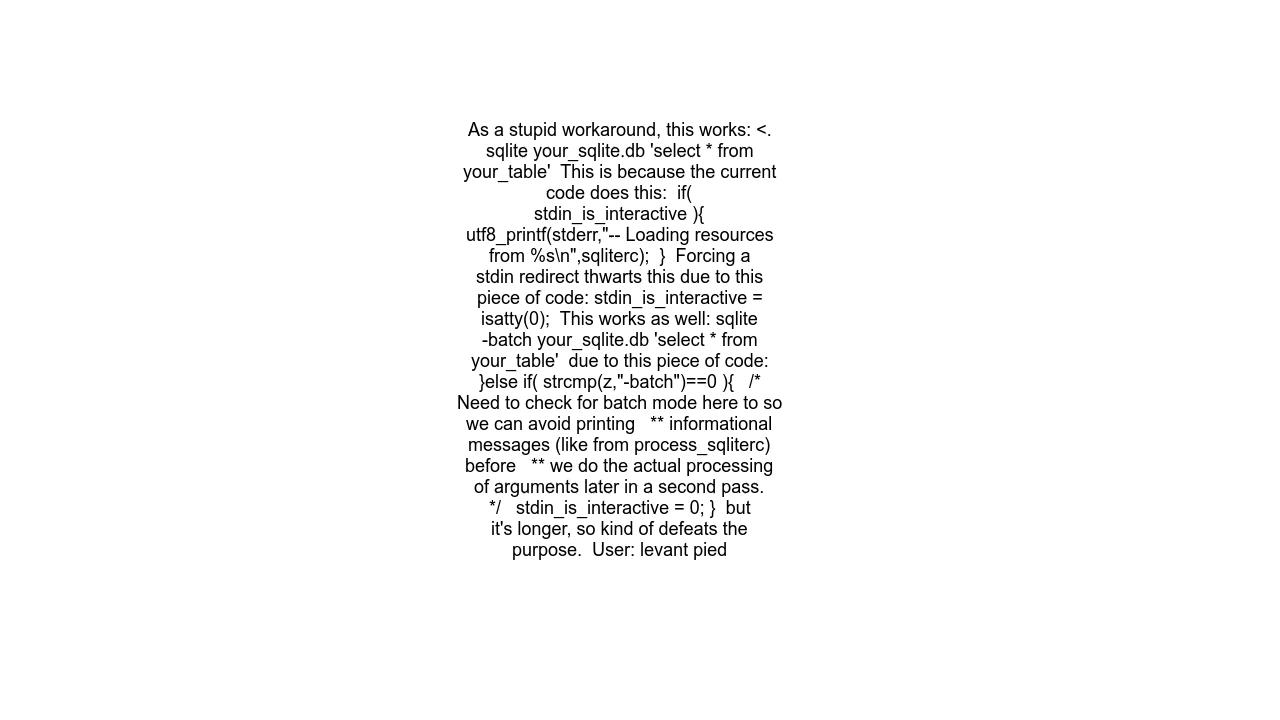 As a stupid workaround, this works: <.
sqlite your_sqlite.db 'select * from
your_table'  This is because the current
code does this:  if(
stdin_is_interactive ){
utf8_printf(stderr,"-- Loading resources
from %s\n",sqliterc);  }  Forcing a
stdin redirect thwarts this due to this
piece of code: stdin_is_interactive =
isatty(0);  This works as well: sqlite
-batch your_sqlite.db 'select * from
your_table'  due to this piece of code:
}else if( strcmp(z,"-batch")==0 ){   /*
Need to check for batch mode here to so
we can avoid printing   ** informational
messages (like from process_sqliterc)
before   ** we do the actual processing
of arguments later in a second pass.
*/   stdin_is_interactive = 0; }  but
it's longer, so kind of defeats the
purpose.  User: levant pied